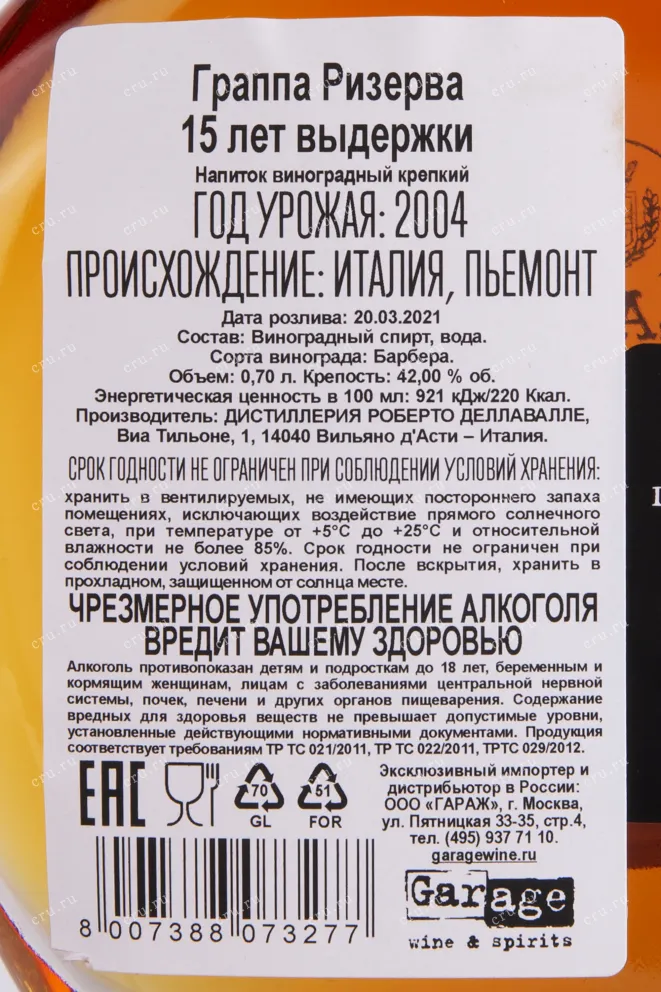 Граппа Ризерва
15 лет выдержки
Напиток виноградный крепкий
ГОД УРОЖАЯ: 2004
ПРОИСХОЖДЕНИЕ: ИТАЛИЯ, ПЬЕМОНТ
Дата розлива: 20.03.2021
Состав: Виноградный спирт, вода.
Сорта винограда: Барбера.
Объем: 0,70 л. Крепость: 42,00 % об.
Энергетическая ценность в 100 мл: 921 кДж/220 Ккал.
Производитель: ДИСТИЛЛЕРИЯ РОБЕРТО ДЕЛЛАВАЛЛЕ,
Виа Тильоне, 1, 14040 Вильяно д'Асти – Италия.
СРОК ГОДНОСТИ НЕ ОГРАНИЧЕН ПРИ СОБЛЮДЕНИИ УСЛОВИЙ ХРАНЕНИЯ:
хранить в вентилируемых, не имеющих постороннего запаха
помещениях, исключающих воздействие прямого солнечного
света, при температуре от +5°С до +25°С и относительной
влажности не более 85%. Срок годности не ограничен при
соблюдении условий хранения. После вскрытия, хранить в
прохладном, защищенном от солнца месте.
ЧРЕЗМЕРНОЕ УПОТРЕБЛЕНИЕ АЛКОГОЛЯ
ВРЕДИТ ВАШЕМУ ЗДОРОВЬЮ
Алкоголь противопоказан детям и подросткам до 18 лет, беременным и
кормящим женщинам, лицам с заболеваниями центральной нервной
системы, почек, печени и других органов пищеварения. Содержание
вредных для здоровья веществ не превышает допустимые уровни,
установленные действующими нормативными документами. Продукция
соответствует требованиям ТР ТС 021/2011, ТР ТС 022/2011, ТРТС 029/2012.
EAC
70
GL
51
FOR
Эксклюзивный импортер и
дистрибьютор в России:
ООО «ГАРАЖ», г. Москва,
ул. Пятницкая 33-35, стр.4,
тел. (495) 937 71 10.
garagewine.ru
Garage
wine & spirits
8 007388 073277
cru.ru